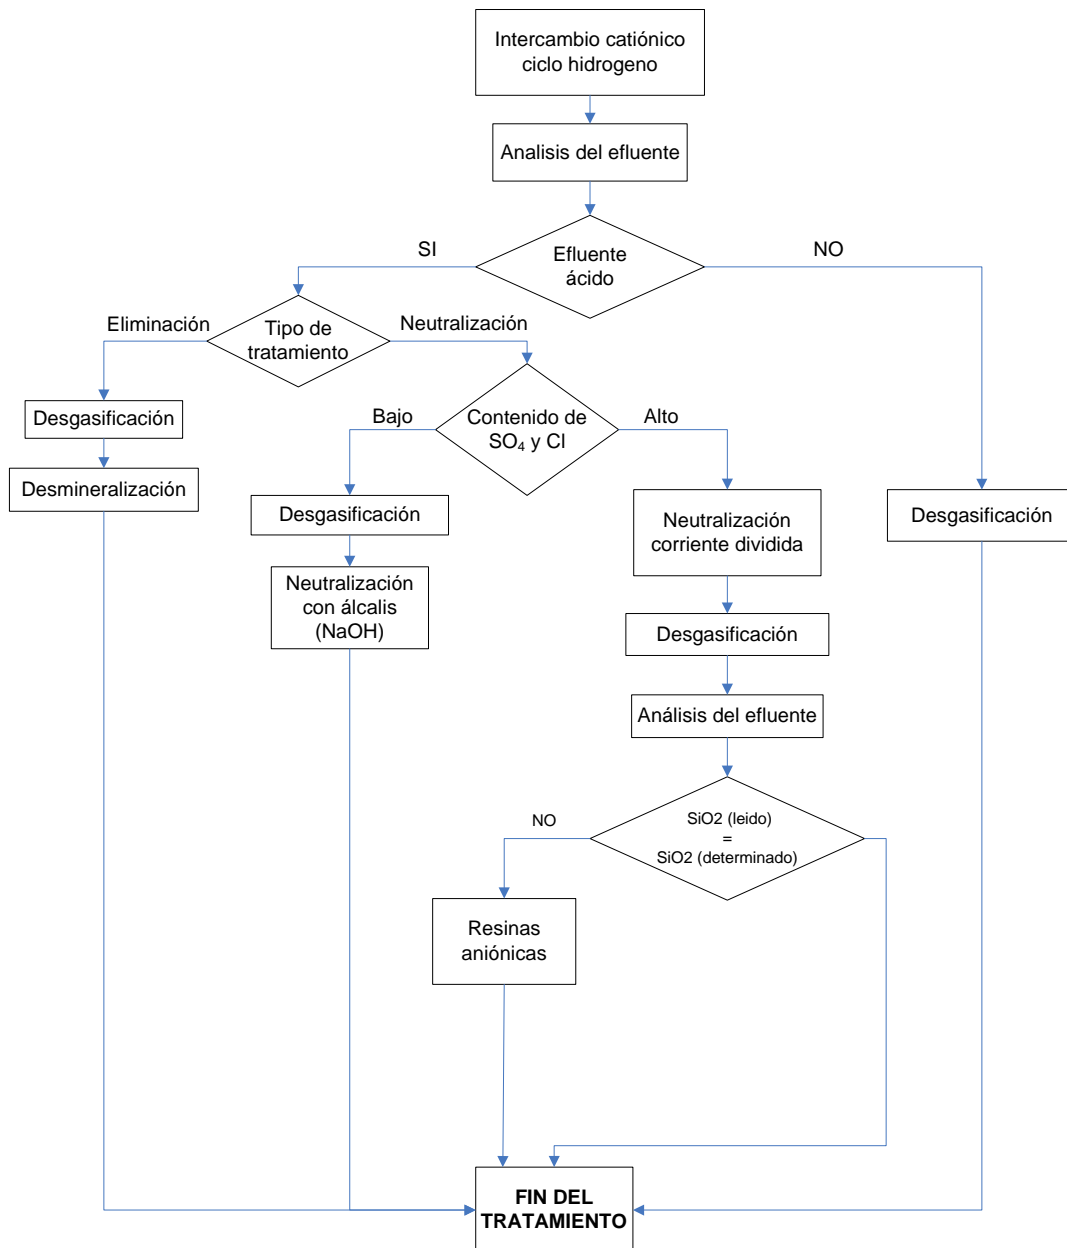 Intercambio catiónico
ciclo hidrogeno
Analisis del efluente
SI
Efluente
ácido
NO
Eliminación
Tipo de
tratamiento
Neutralización
Desgasificación
Bajo
Contenido de
SO₄ y Cl
Alto
Desmineralización
Desgasificación
Neutralización
corriente dividida
Desgasificación
Neutralización
con álcalis
(NaOH)
Desgasificación
Análisis del efluente
NO
SiO2 (leido)
=
SiO2 (determinado)
Resinas
aniónicas
FIN DEL
TRATAMIENTO